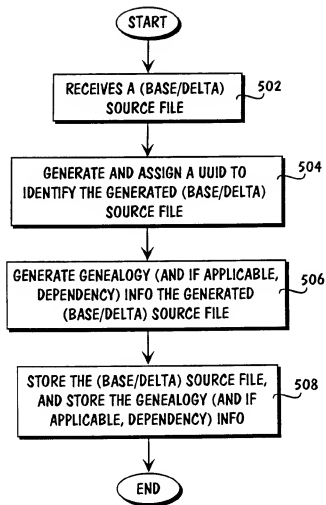 START
RECEIVES A (BASE/DELTA)
SOURCE FILE
502
GENERATE AND ASSIGN A UUID TO
IDENTIFY THE GENERATED (BASE/DELTA)
SOURCE FILE
504
GENERATE GENEALOGY (AND IF APPLICABLE,
DEPENDENCY) INFO THE GENERATED
(BASE/DELTA) SOURCE FILE
506
STORE THE (BASE/DELTA) SOURCE FILE,
AND STORE THE GENEALOGY (AND IF
APPLICABLE, DEPENDENCY) INFO
508
END